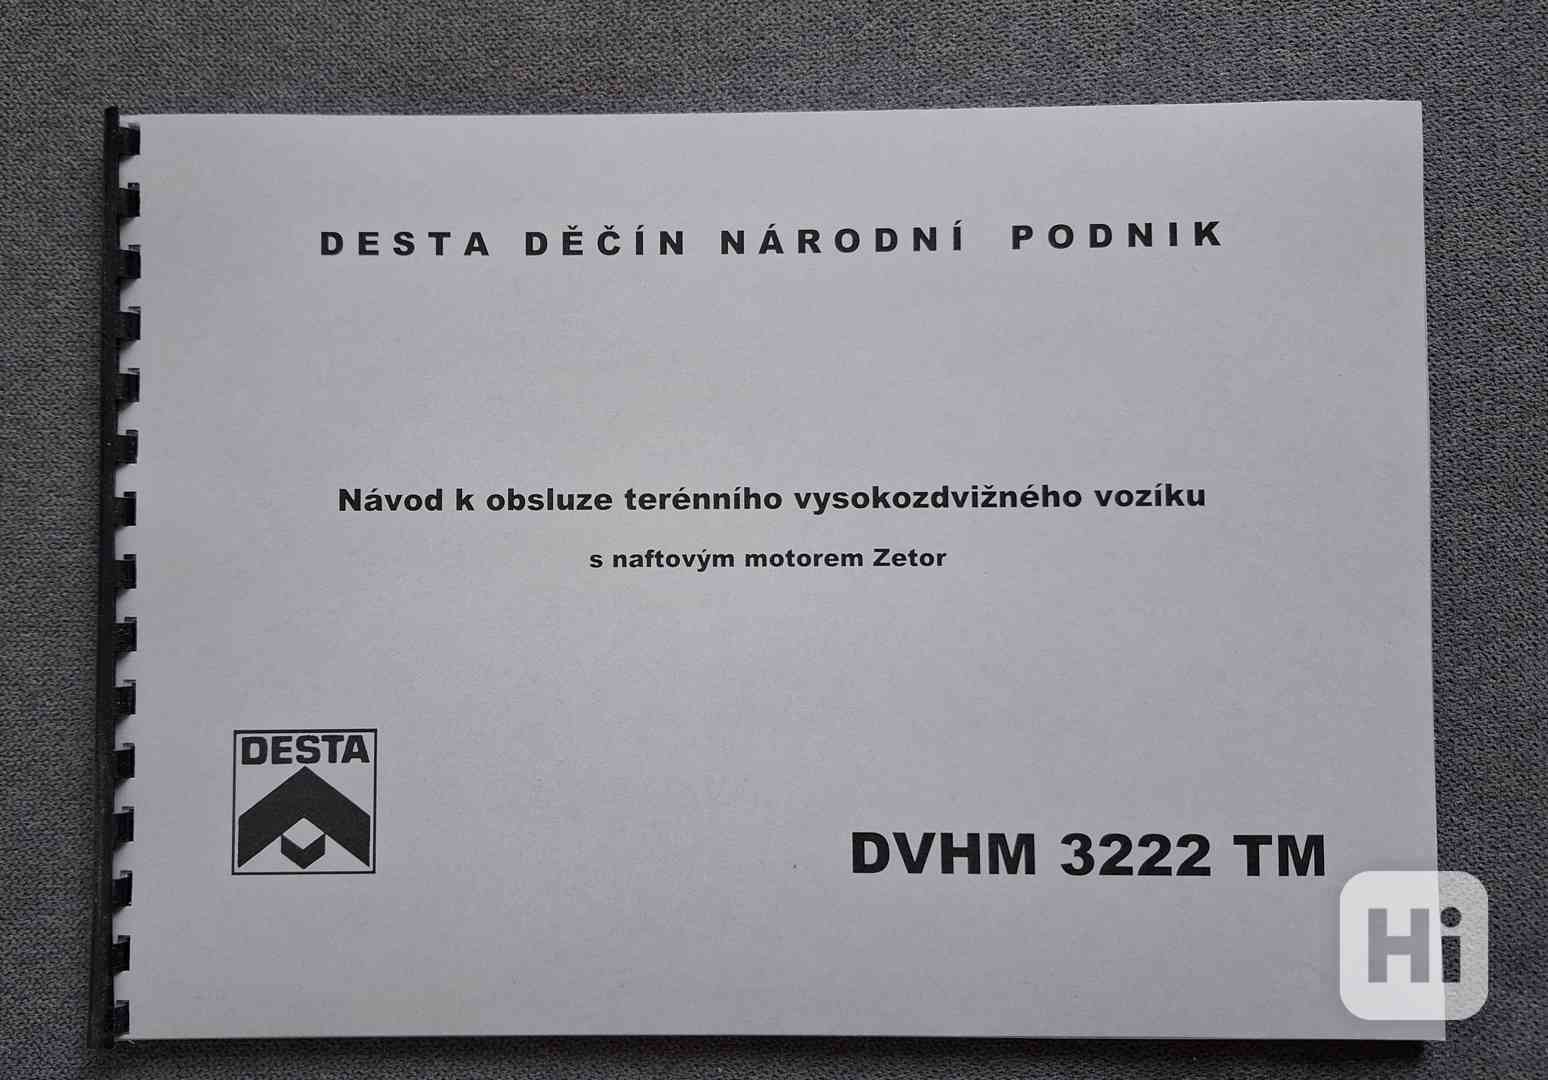 DESTA DĚČÍN NÁRODNÍ PODNIK
Návod k obsluze terénního vysokozdvižného vozíku
s naftovým motorem Zetor
DESTA
DVHM 3222 TM
Hi